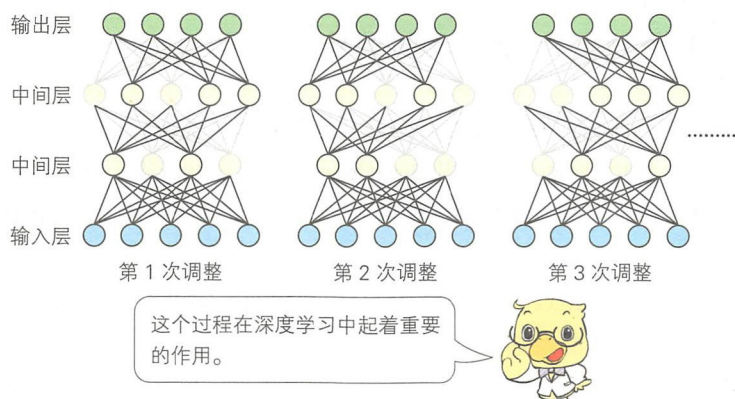 输出层
中间层
中间层
输入层
第 1 次调整
第 2 次调整
第 3 次调整
这个过程在深度学习中起着重要
的作用。